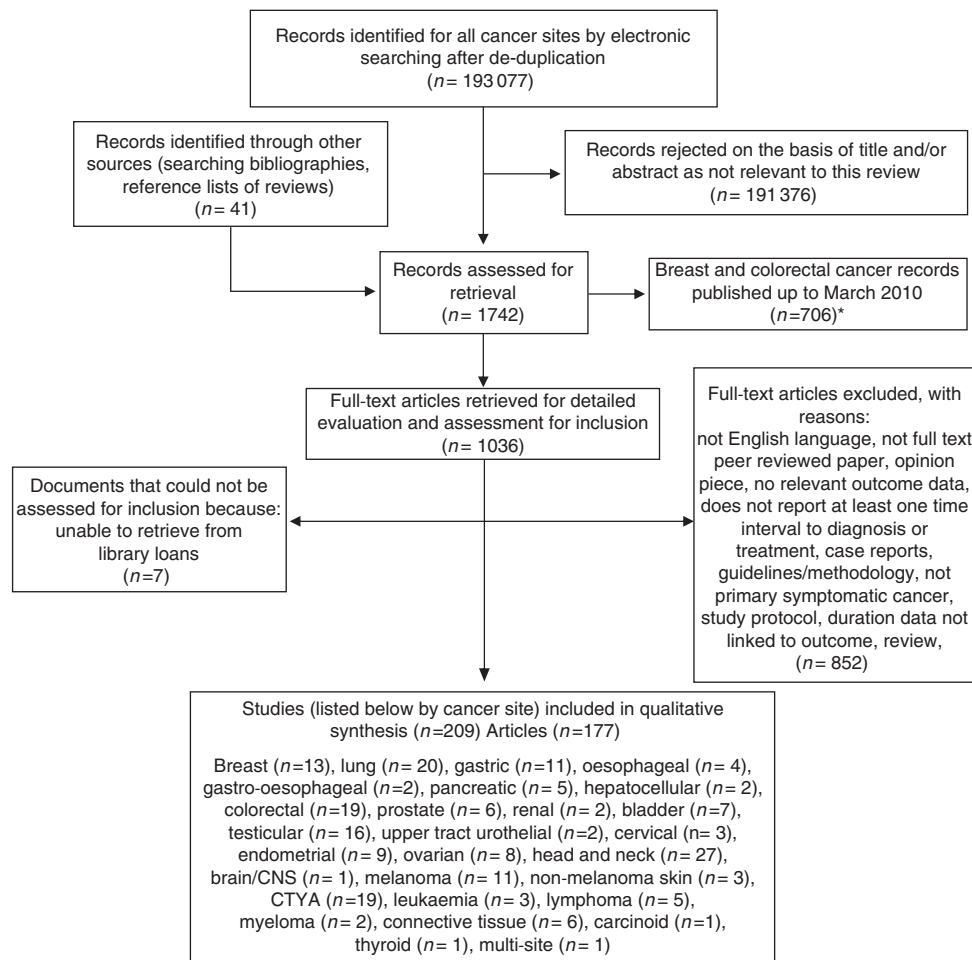 Records identified for all cancer sites by electronic
searching after de-duplication
(n = 193 077)
Records identified through other
sources (searching bibliographies,
reference lists of reviews)
(n = 41)
Records rejected on the basis of title and/or
abstract as not relevant to this review
(n = 191 376)
Records assessed for
retrieval
(n = 1742)
Breast and colorectal cancer records
published up to March 2010
(n=706)*
Full-text articles retrieved for detailed
evaluation and assessment for inclusion
(n = 1036)
Full-text articles excluded, with
reasons:
not English language, not full text
peer reviewed paper, opinion
piece, no relevant outcome data,
does not report at least one time
interval to diagnosis or
treatment, case reports,
guidelines/methodology, not
primary symptomatic cancer,
study protocol, duration data not
linked to outcome, review,
(n = 852)
Documents that could not be
assessed for inclusion because:
unable to retrieve from
library loans
(n=7)
Studies (listed below by cancer site) included in qualitative
synthesis (n=209) Articles (n=177)
Breast (n=13), lung (n = 20), gastric (n=11), oesophageal (n = 4),
gastro-oesophageal (n=2), pancreatic (n = 5), hepatocellular (n = 2),
colorectal (n=19), prostate (n = 6), renal (n = 2), bladder (n=7),
testicular (n = 16), upper tract urothelial (n=2), cervical (n= 3),
endometrial (n = 9), ovarian (n = 8), head and neck (n = 27),
brain/CNS (n = 1), melanoma (n = 11), non-melanoma skin (n = 3),
CTYA (n=19), leukaemia (n = 3), lymphoma (n = 5),
myeloma (n = 2), connective tissue (n = 6), carcinoid (n=1),
thyroid (n = 1), multi-site (n = 1)